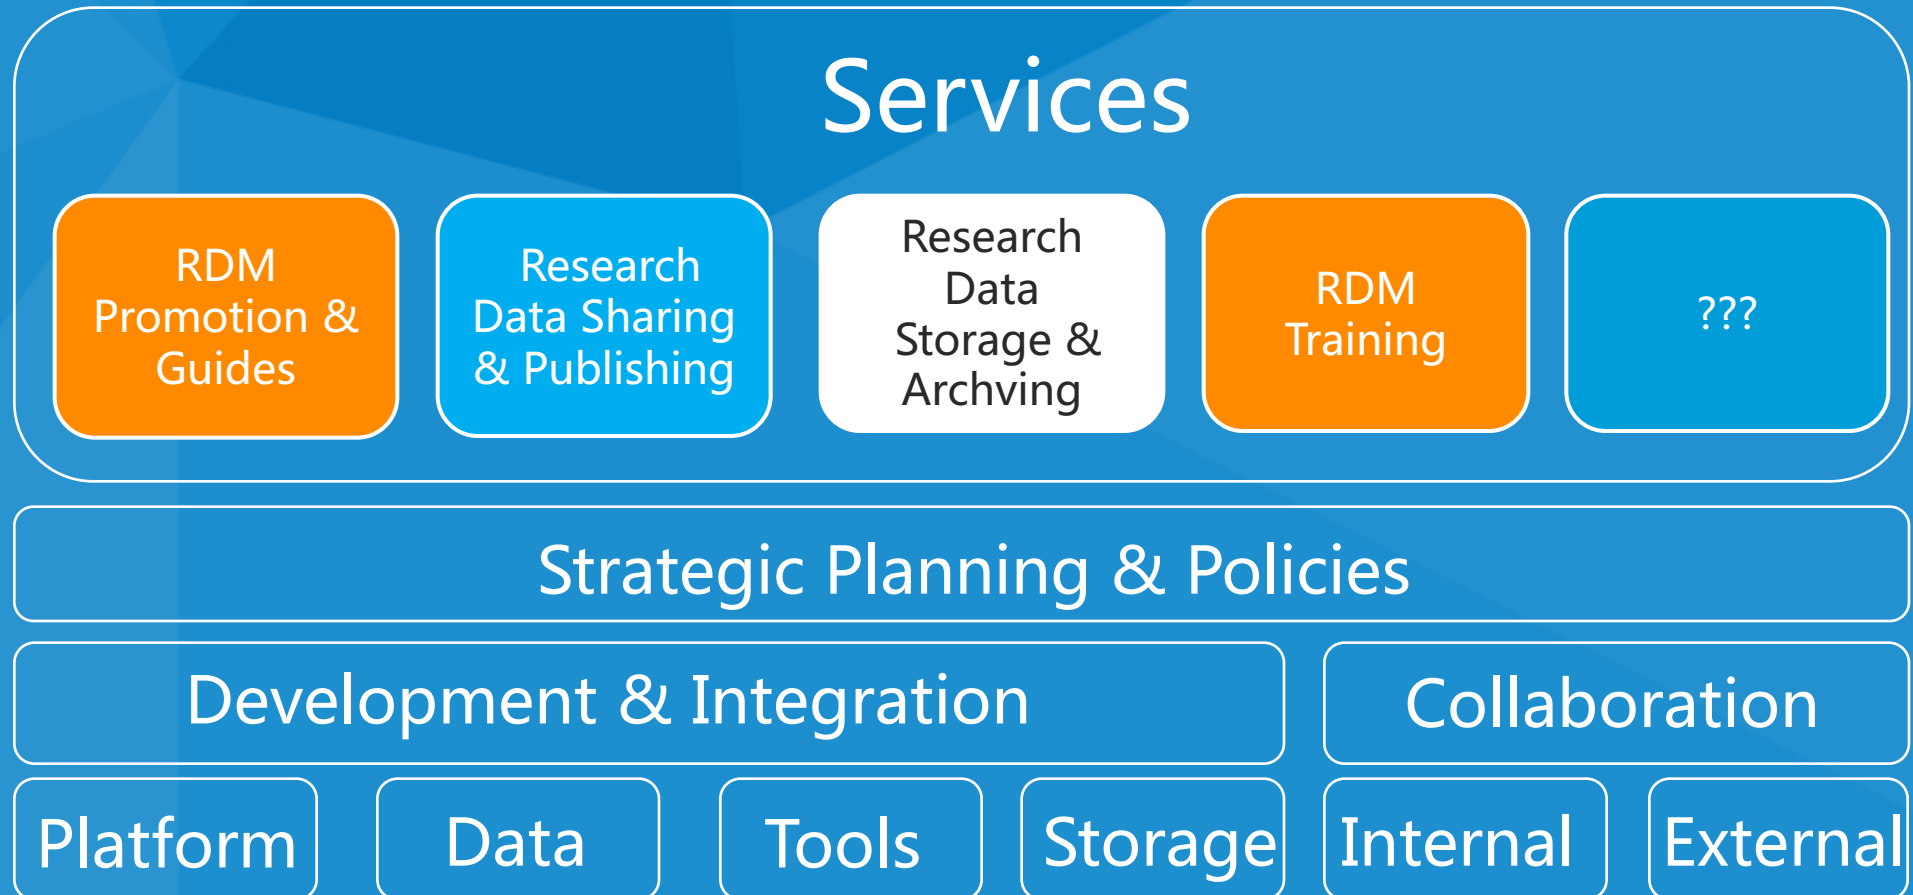 Services
RDM
Promotion &
Guides
Research
Data Sharing
& Publishing
Research
Data
Storage &
Archving
RDM
Training
???
Strategic Planning & Policies
Development & Integration
Collaboration
Platform
Data
Tools
Storage
Internal
External